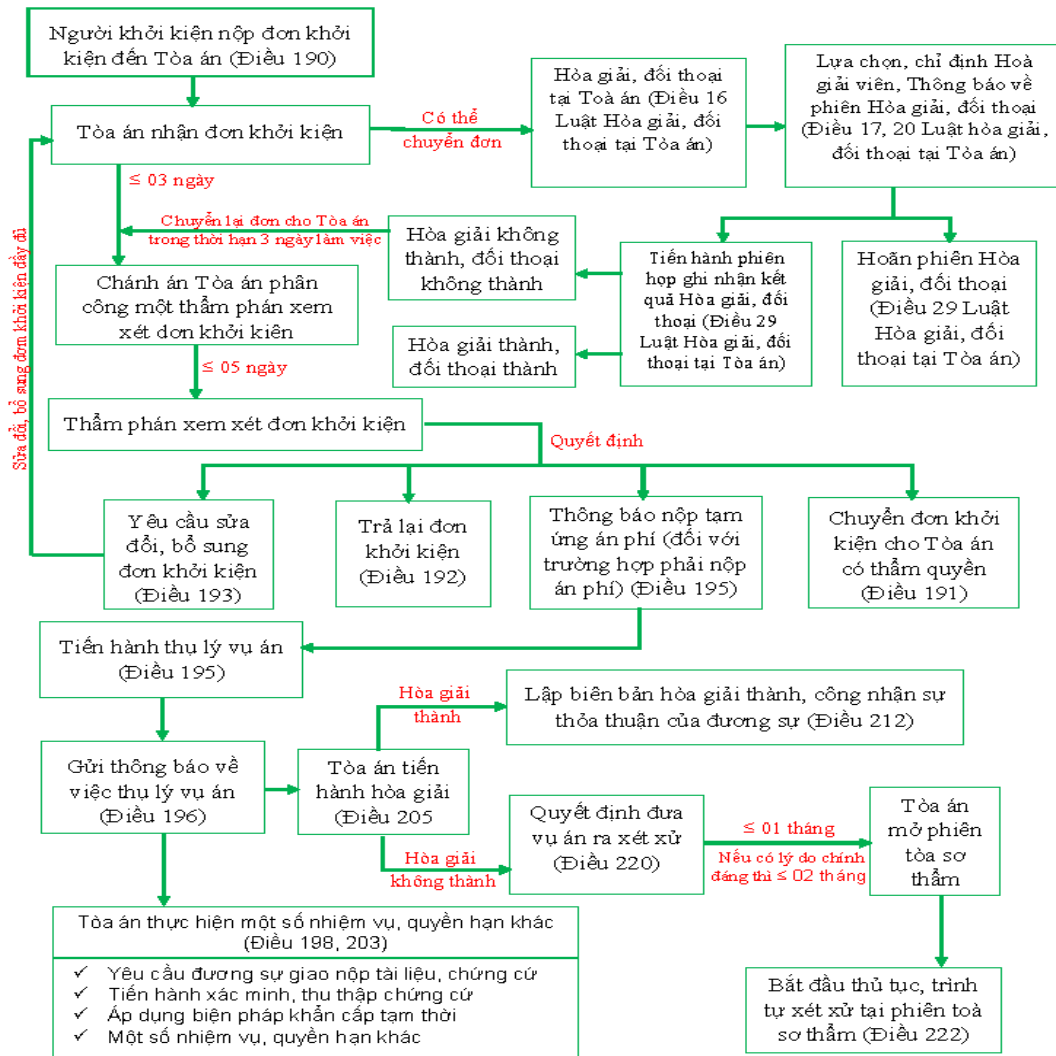 Người khởi kiện nộp đơn khởi
kiện đến Tòa án (Điều 190)
Tòa án nhận đơn khởi kiện
Có thể
chuyển đơn
Hòa giải, đối thoại
tại Toà án (Điều 16
Luật Hòa giải, đối
thoại tại Tòa án)
Lựa chọn, chỉ định Hoà
giải viên, Thông báo về
phiên Hòa giải, đối thoại
(Điều 17, 20 Luật hòa giải,
đối thoại tại Tòa án)
≤ 03 ngày
Chuyển lại đơn cho Tòa án
trong thời hạn 3 ngày làm việc
Hòa giải không
thành, đối thoại
không thành
Tiến hành phiên
họp ghi nhận kết
quả Hòa giải, đối
thoại (Điều 29
Luật Hòa giải, đối
thoại tại Tòa án)
Hoãn phiên Hòa
giải, đối thoại
(Điều 29 Luật
Hòa giải, đối
thoại tại Tòa án)
Chánh án Tòa án phân
công một thẩm phán xem
xét dơn khởi kiên
Hòa giải thành,
đối thoại thành
≤ 05 ngày
Sửa đổi, bổ sung đơm khởi kiện đầy đủ
Thẩm phán xem xét đơn khởi kiện
Quyết định
Yêu cầu sửa
đổi, bổ sung
đơn khởi kiện
(Điều 193)
Trả lại đơn
khởi kiện
(Điều 192)
Thông báo nộp tạm
ứng án phí (đối với
trường hợp phải nộp
án phí) (Điều 195)
Chuyển đơn khởi
kiện cho Tòa án
có thẩm quyền
(Điều 191)
Tiến hành thụ lý vụ án
(Điều 195)
Hòa giải
thành
Lập biên bản hòa giải thành, công nhận sự
thỏa thuận của đương sự (Điều 212)
Gửi thông báo về
việc thụ lý vụ án
(Điều 196)
Tòa án tiến
hành hòa giải
(Điều 205
Hòa giải
không thành
Quyết định đưa
vụ án ra xét xử
(Điều 220)
≤ 01 tháng
Nếu có lý do chính
đáng thì ≤ 02 tháng
Tòa án
mở phiên
tòa sơ
thẩm
Tòa án thực hiện một số nhiệm vụ, quyền hạn khác
(Điều 198, 203)
✓ Yêu cầu đương sự giao nộp tài liệu, chứng cứ
✓ Tiến hành xác minh, thu thập chứng cứ
✓ Áp dụng biện pháp khẩn cấp tạm thời
✓ Một số nhiệm vụ, quyền hạn khác
Bắt đầu thủ tục, trình
tự xét xử tại phiên toà
sơ thẩm (Điều 222)